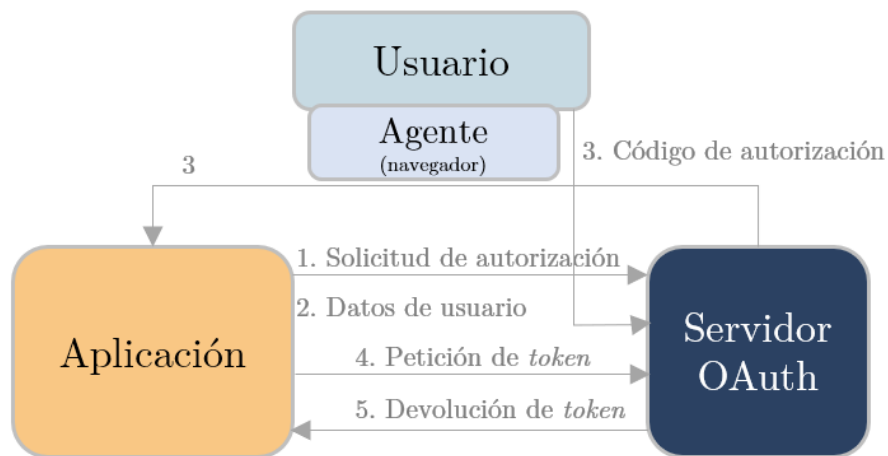 Usuario
Agente
(navegador)
3. Código de autorización
3
1. Solicitud de autorización
2. Datos de usuario
Aplicación
Servidor
OAuth
4. Petición de token
5. Devolución de token